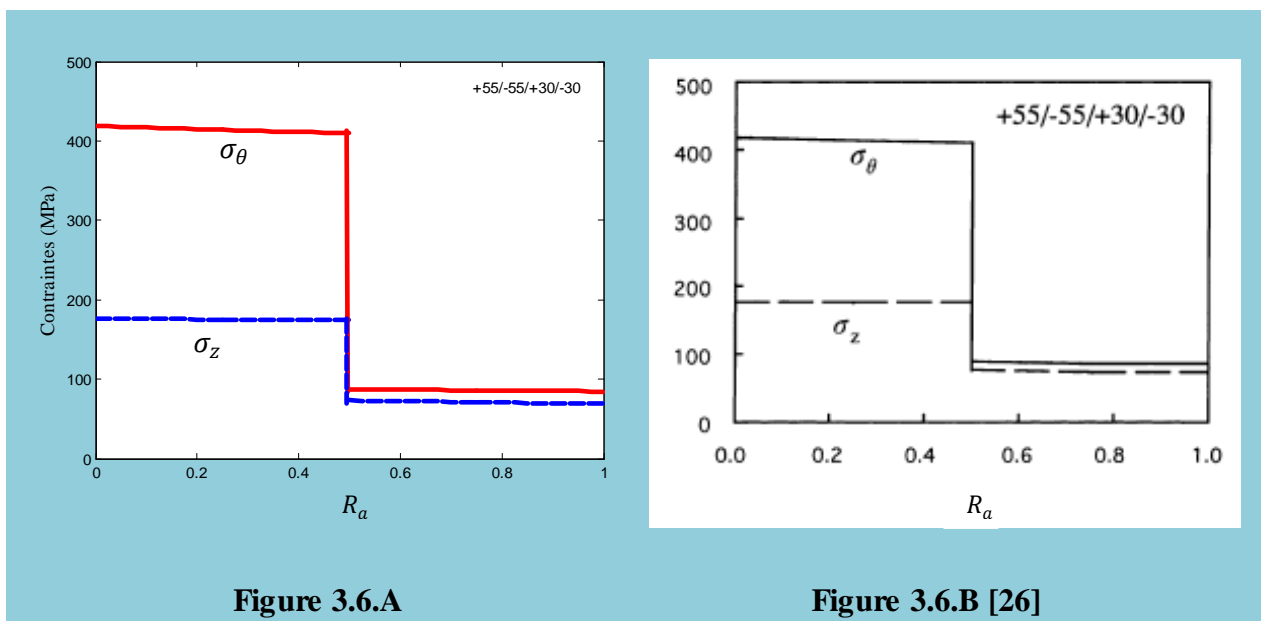 500
400
300
200
100
0
Contraintes (MPa)
+55/-55/+30/-30
σθ
σz
0 0.2 0.4 0.6 0.8 1
Ra
Figure 3.6.A
500
400
300
200
100
0
+55/-55/+30/-30
σθ
σz
0.0 0.2 0.4 0.6 0.8 1.0
Ra
Figure 3.6.B [26]